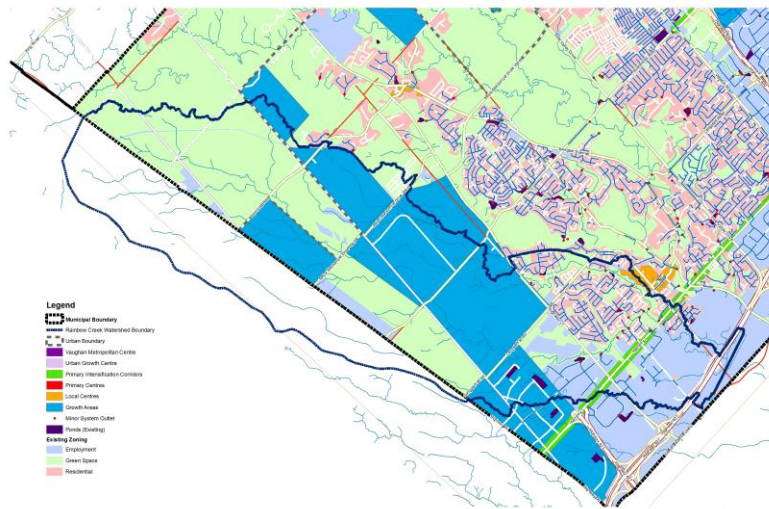 Legend
Municipal Boundary
Rainbow Creek Watershed Boundary
Urban Boundary
Vaughan Metropolitan Centre
Urban Growth Centre
Primary Intensification Corridors
Primary Centres
Local Centres
Growth Areas
Minor System Outlet
Ponds (Existing)
Existing Zoning
Employment
Green Space
Residential